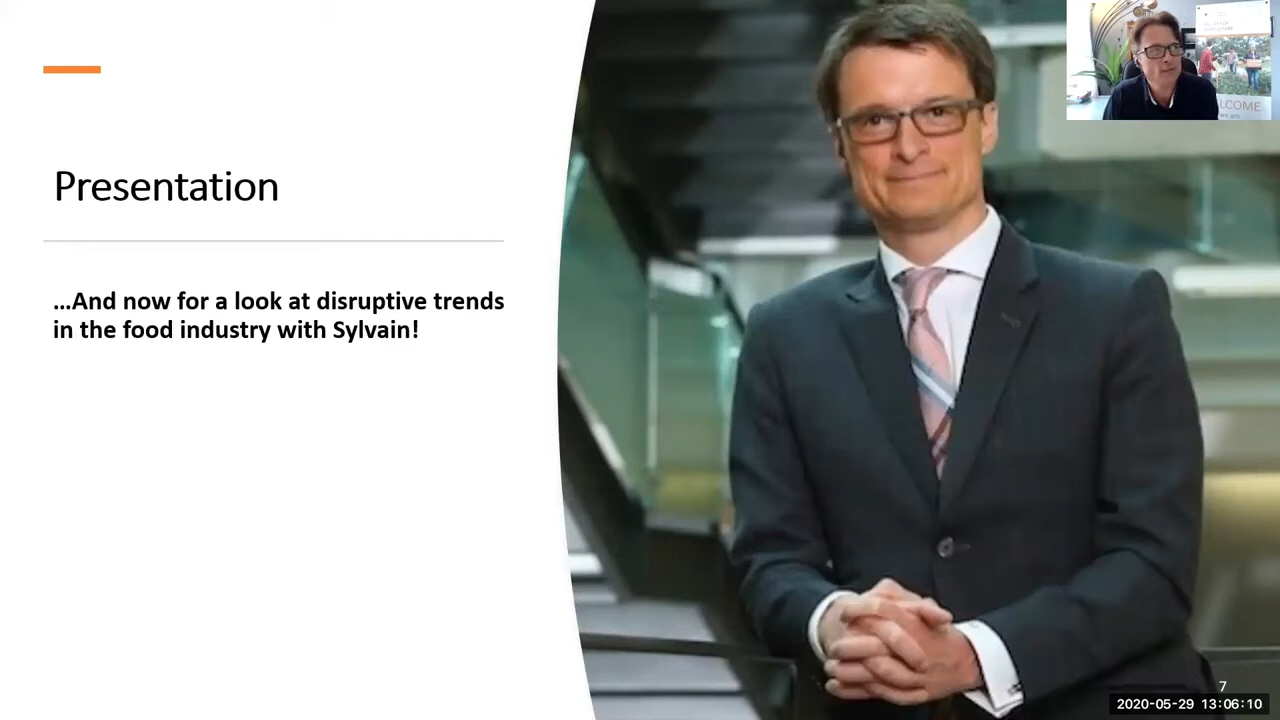 Presentation
…And now for a look at disruptive trends
in the food industry with Sylvain!
LCOME
7
2020-05-29 13:06:10